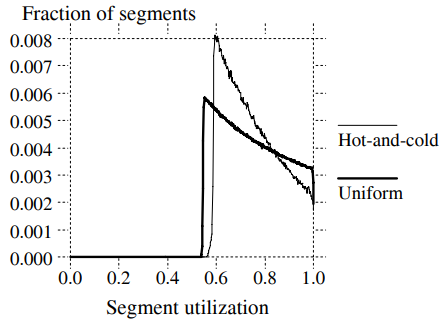 Fraction of segments
0.008
0.007
0.006
0.005
0.004
0.003
0.002
0.001
0.000
0.0 0.2 0.4 0.6 0.8 1.0
Segment utilization
Hot-and-cold
Uniform